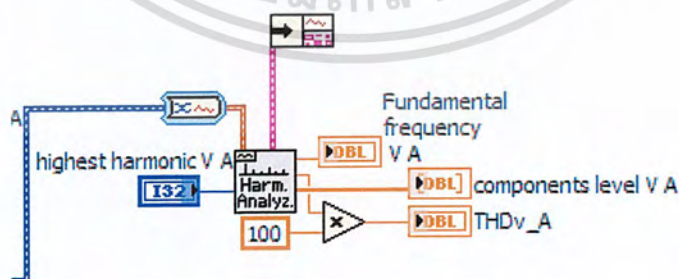 A
Fundamental
frequency
V A
DBL
highest harmonic V A
I32
Harm.
Analyz.
DBL
components level V A
100
x
DBL
THDv_A